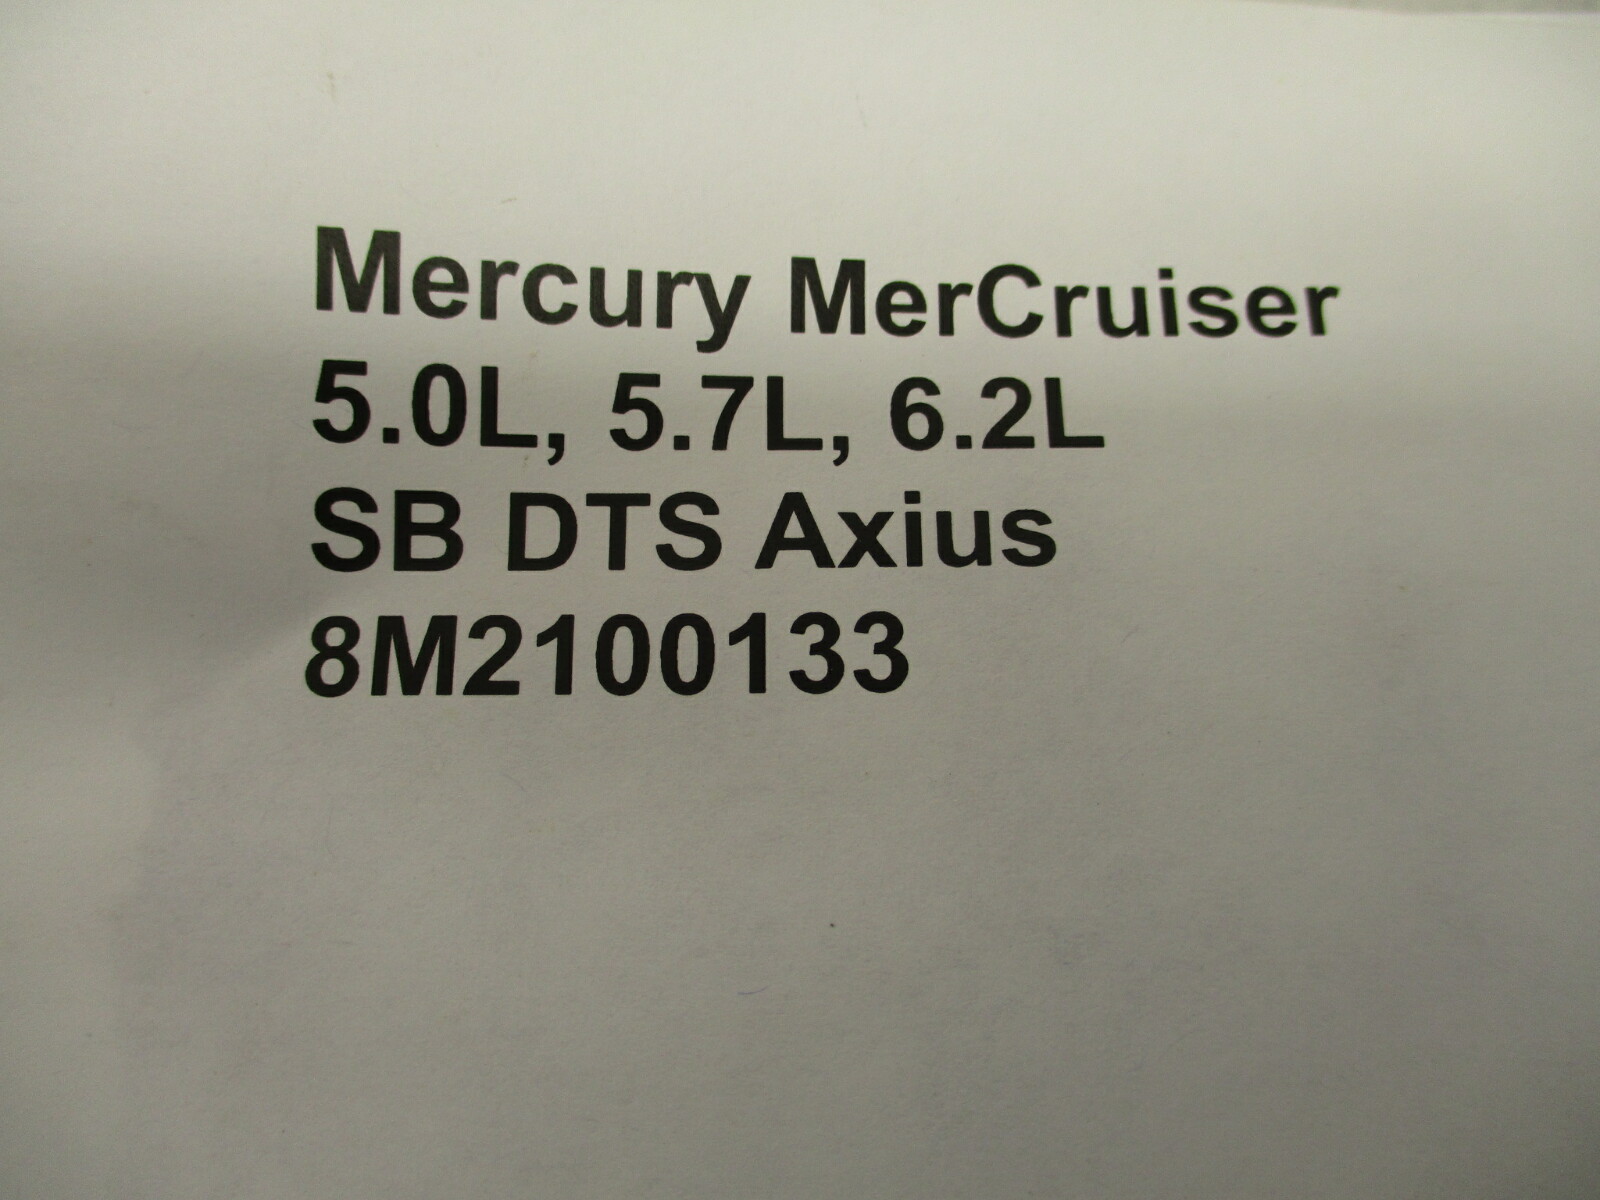 Mercury MerCruiser
5.0L, 5.7L, 6.2L
SB DTS Axius
8M2100133